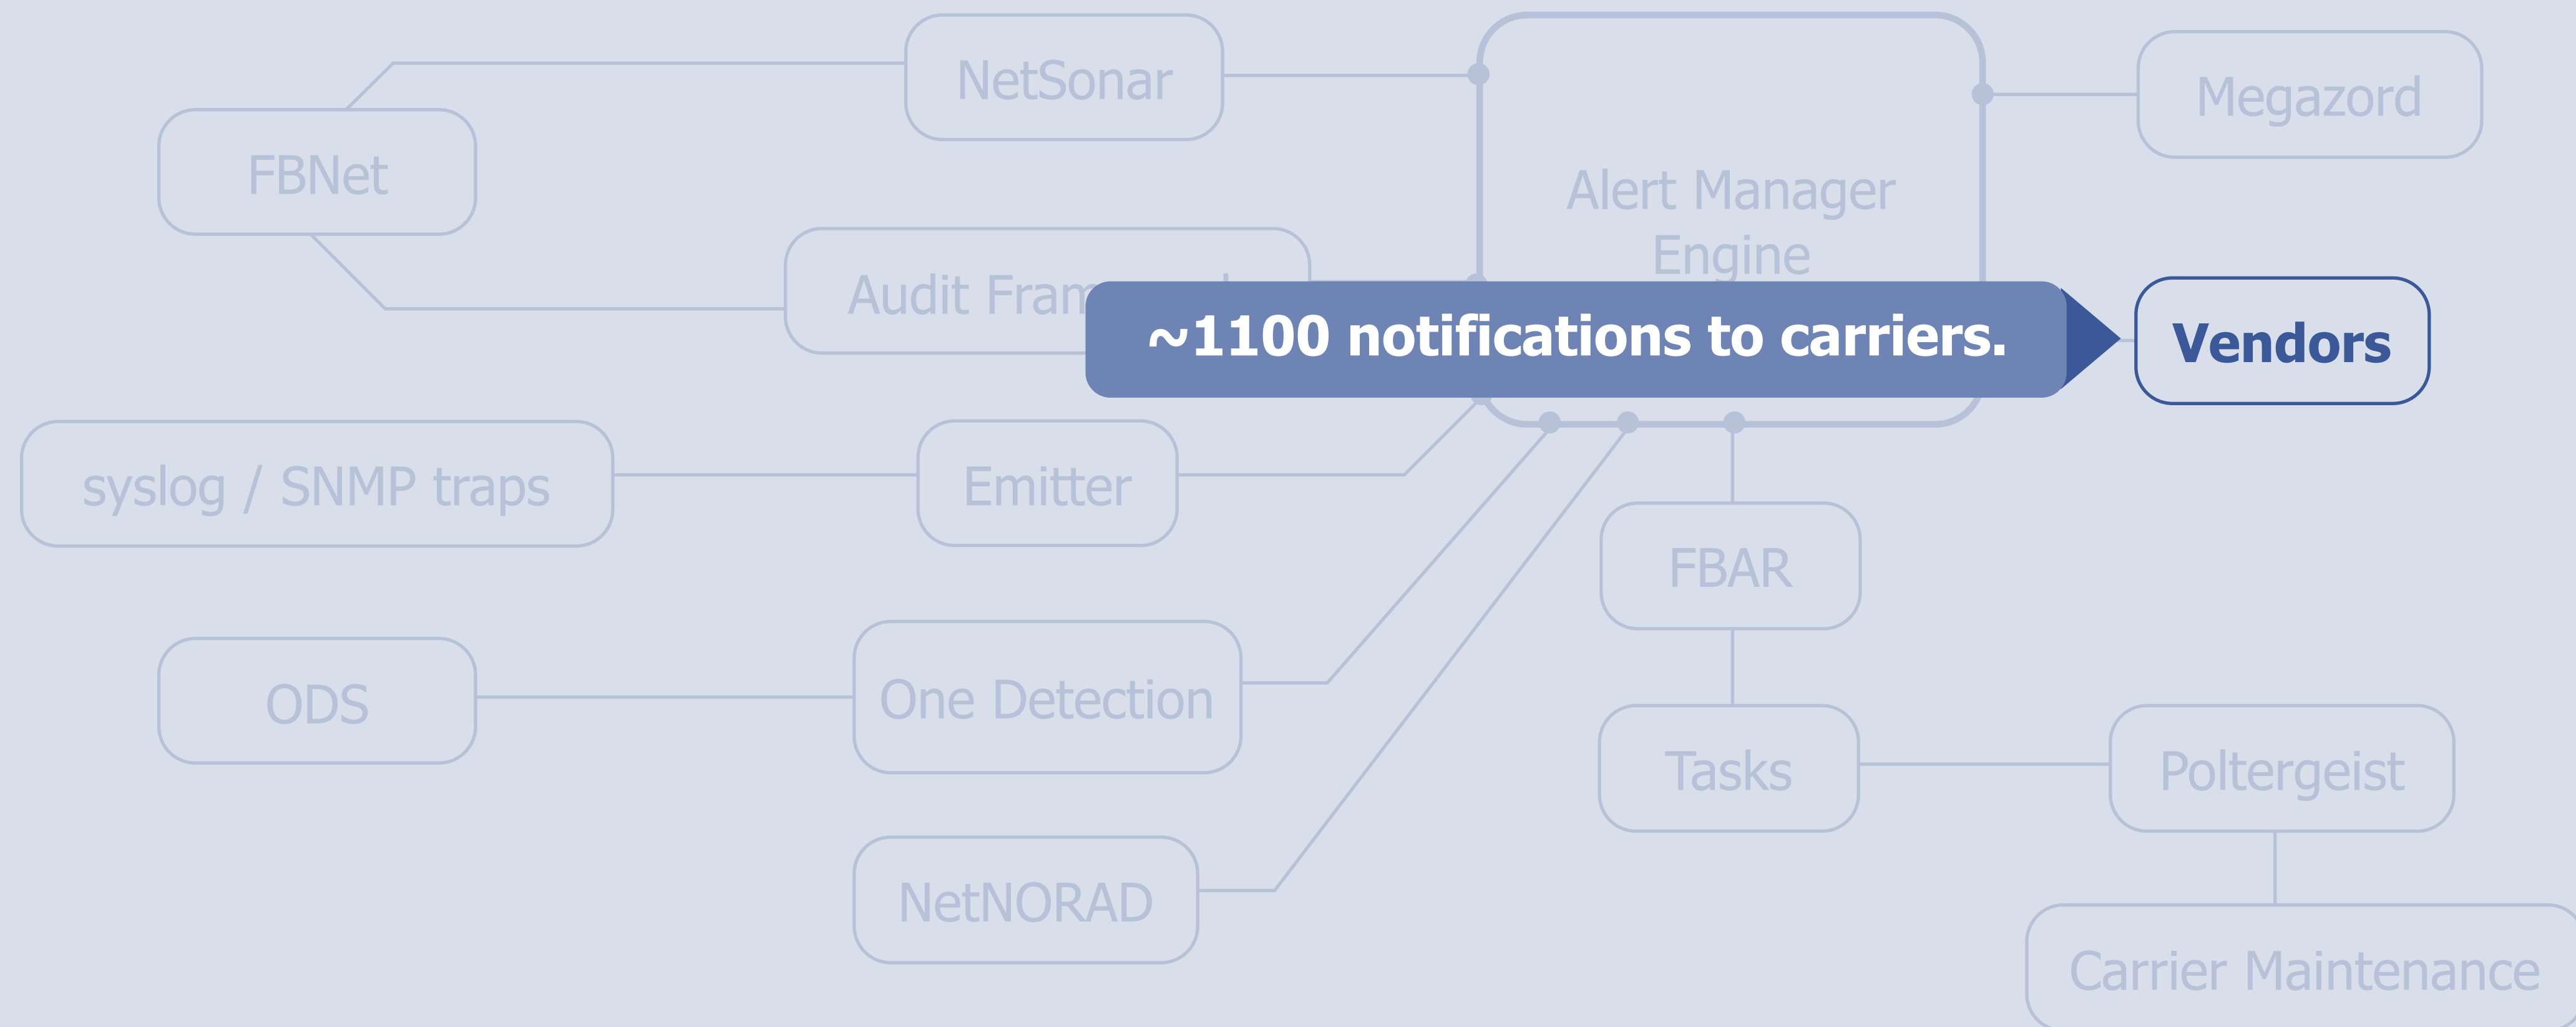 NetSonar
Megazord
FBNet
Alert Manager
Engine
Audit
~1100 notifications to carriers.
Vendors
syslog / SNMP traps
Emitter
FBAR
ODS
One Detection
Tasks
Poltergeist
NetNORAD
Carrier Maintenance